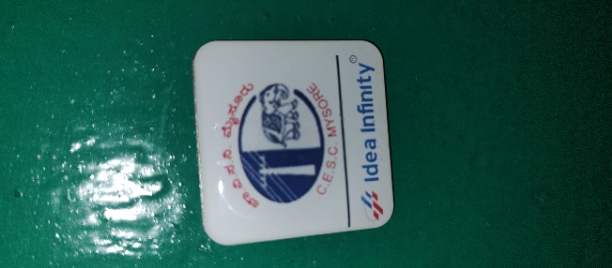 ಚಾ.ವಿ.ಸ.ನಿ. ಮೈಸೂರು
C.E.S.C. MYSORE
Idea Infinity